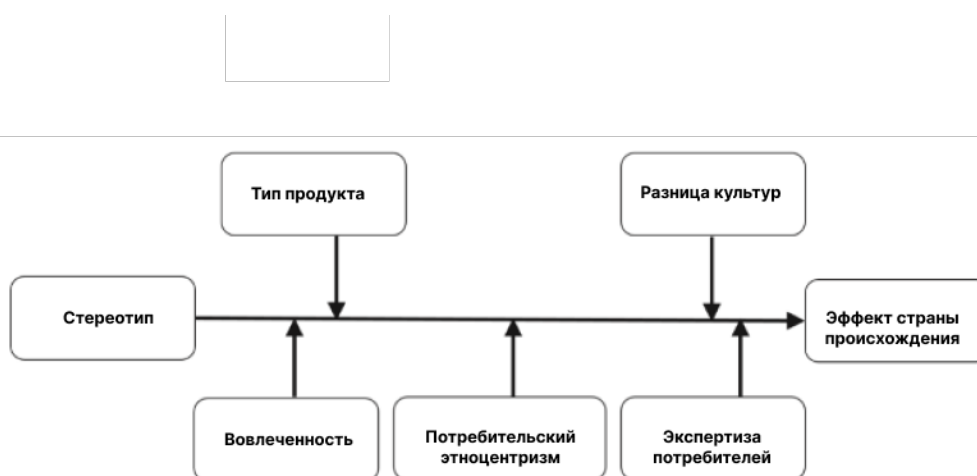 Тип продукта
Разница культур
Стереотип
Эффект страны
происхождения
Вовлеченность
Потребительский
этноцентризм
Экспертиза
потребителей